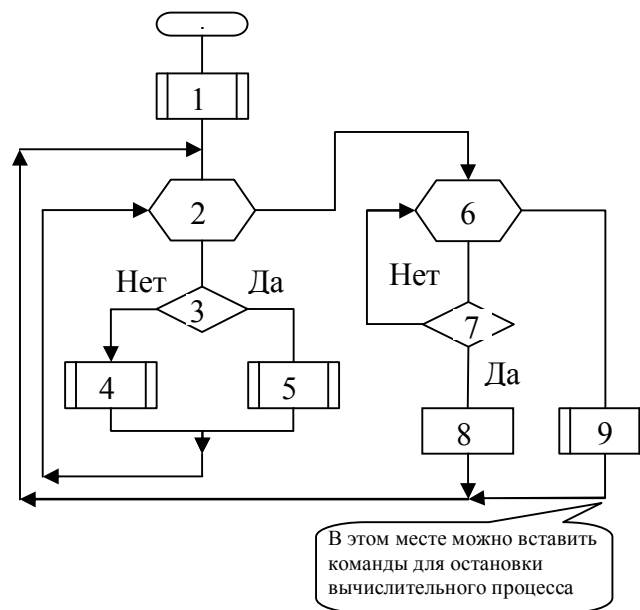 .
1
2
6
Нет
Да
3
Нет
7
4
5
Да
8
9
В этом месте можно вставить
команды для остановки
вычислительного процесса